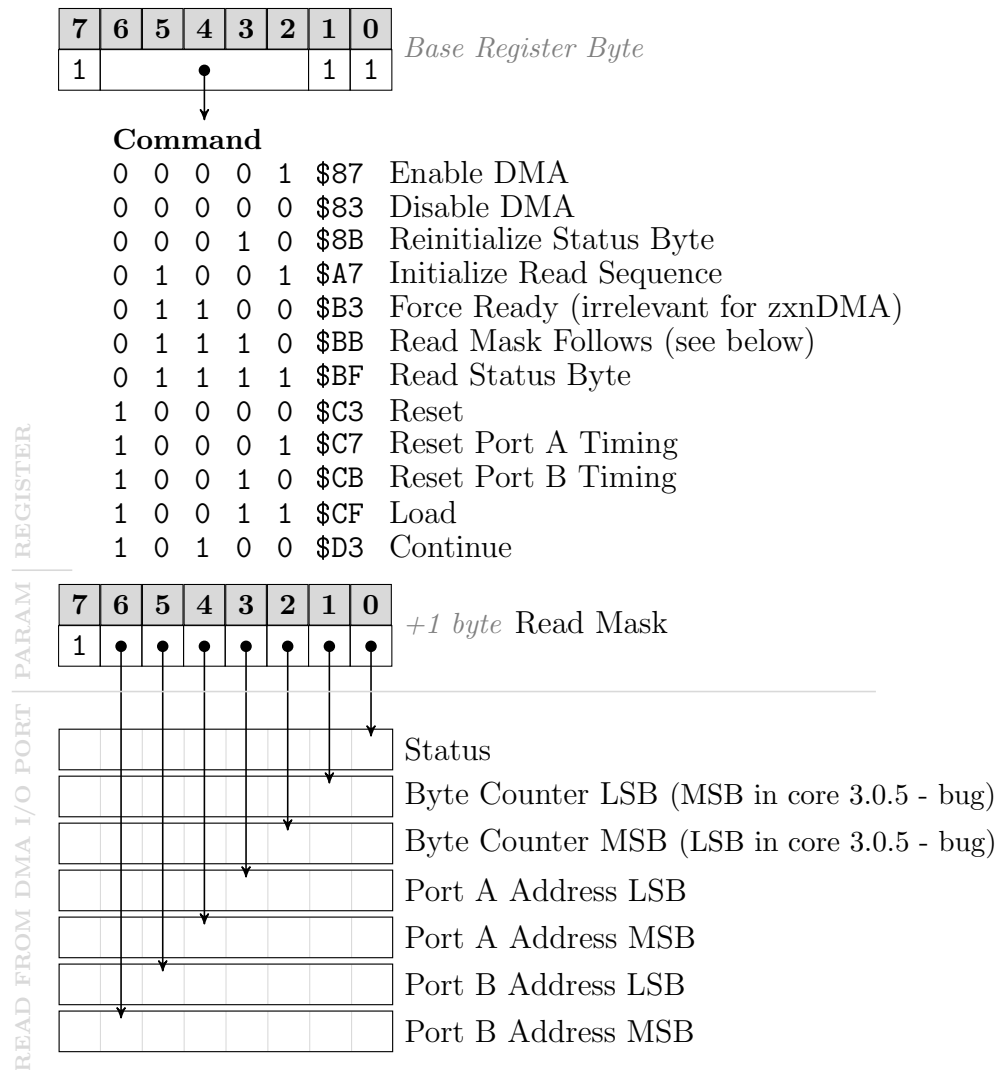 7 6 5 4 3 2 1 0
Base Register Byte
1 1 1
Command
0 0 0 0 1 $87 Enable DMA
0 0 0 0 0 $83 Disable DMA
0 0 0 1 0 $8B Reinitialize Status Byte
0 1 0 0 1 $A7 Initialize Read Sequence
0 1 1 0 0 $B3 Force Ready (irrelevant for zxnDMA)
0 1 1 1 0 $BB Read Mask Follows (see below)
0 1 1 1 1 $BF Read Status Byte
1 0 0 0 0 $C3 Reset
1 0 0 0 1 $C7 Reset Port A Timing
1 0 0 1 0 $CB Reset Port B Timing
1 0 0 1 1 $CF Load
1 0 1 0 0 $D3 Continue
REGISTER
7 6 5 4 3 2 1 0
+1 byte Read Mask
1
PARAM
Status
Byte Counter LSB (MSB in core 3.0.5 - bug)
Byte Counter MSB (LSB in core 3.0.5 - bug)
Port A Address LSB
Port A Address MSB
Port B Address LSB
Port B Address MSB
READ FROM DMA I/O PORT